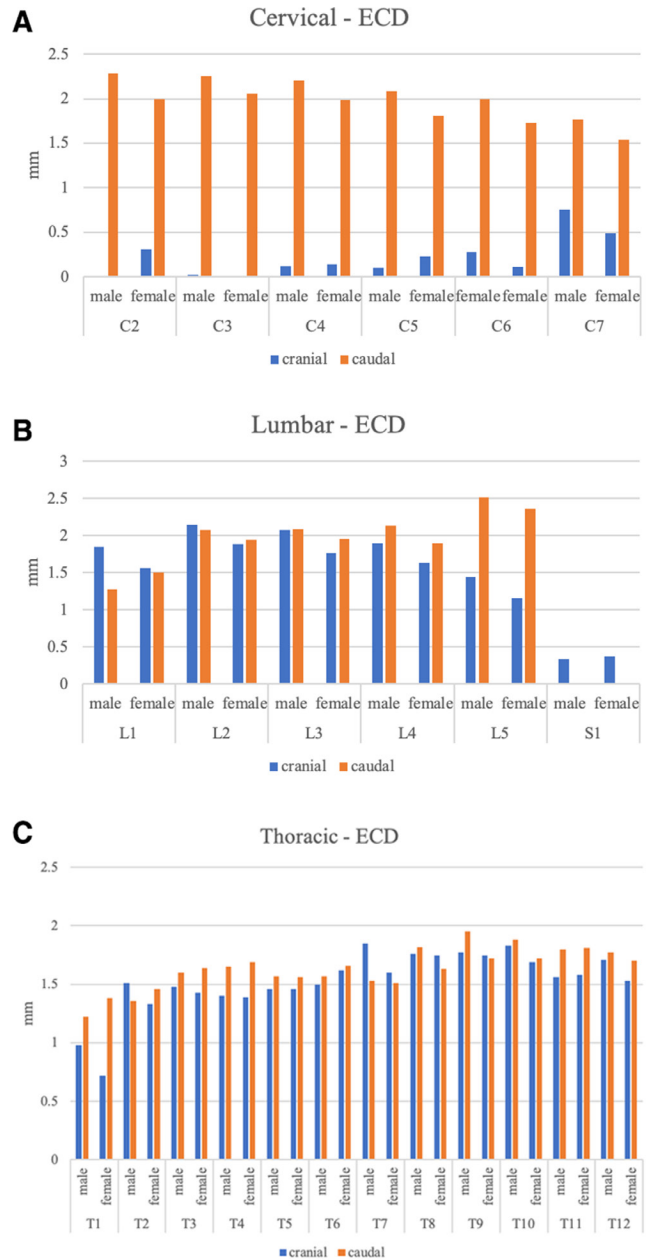 A
Cervical - ECD
2.5
2
1.5
1
0.5
0
mm
male female male female male female male female female female male female
C2 C3 C4 C5 C6 C7
cranial caudal
B
Lumbar - ECD
3
2.5
2
1.5
1
0.5
0
mm
male female male female male female male female male female male female
L1 L2 L3 L4 L5 S1
cranial caudal
C
Thoracic - ECD
2.5
2
1.5
1
0.5
0
mm
male female male female male female male female male female male female male female male female male female male female male female male female
T1 T2 T3 T4 T5 T6 T7 T8 T9 T10 T11 T12
cranial caudal